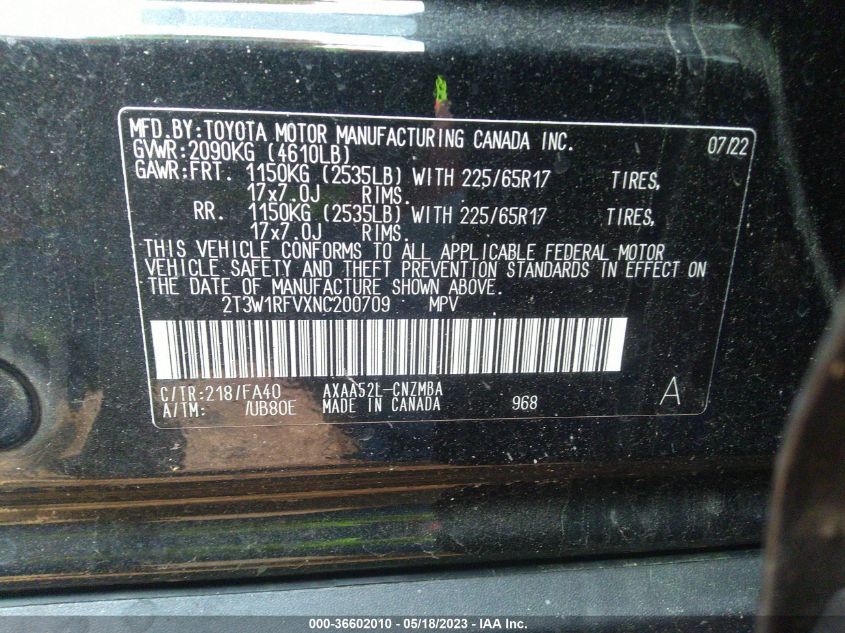 MFD.BY:TOYOTA MOTOR MANUFACTURING CANADA INC. 07/22
GVWR:2090KG (4610LB)
GAWR:FRT. 1150KG (2535LB) WITH 225/65R17 TIRES,
17x7.0J RIMS.
RR. 1150KG (2535LB) WITH 225/65R17 TIRES,
17x7.0J RIMS.
THIS VEHICLE CONFORMS TO ALL APPLICABLE FEDERAL MOTOR
VEHICLE SAFETY AND THEFT PREVENTION STANDARDS IN EFFECT ON
THE DATE OF MANUFACTURE SHOWN ABOVE.
2T3W1RFVXNC200709 MPV
C/TR:218/FA40 AXAA52L-CNZMBA A
A/TM: /UB80E MADE IN CANADA 968
000-36602010 - 05/18/2023 - IAA Inc.